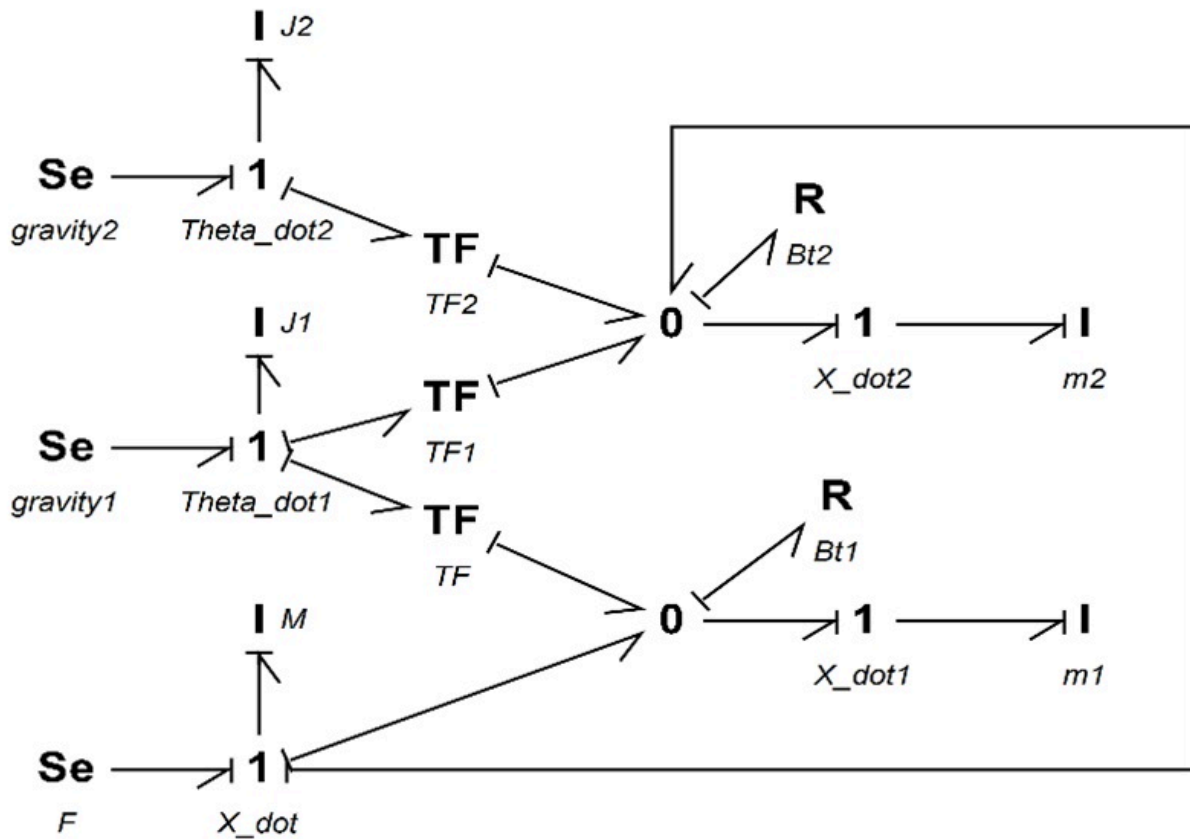 I J2
Se 1 R
gravity2 Theta_dot2 Bt2
TF
TF2
I J1 0 1 I
X_dot2 m2
TF
TF1
Se 1
gravity1 Theta_dot1 R
Bt1
TF
TF
I M 0 1 I
X_dot1 m1
Se 1
F X_dot